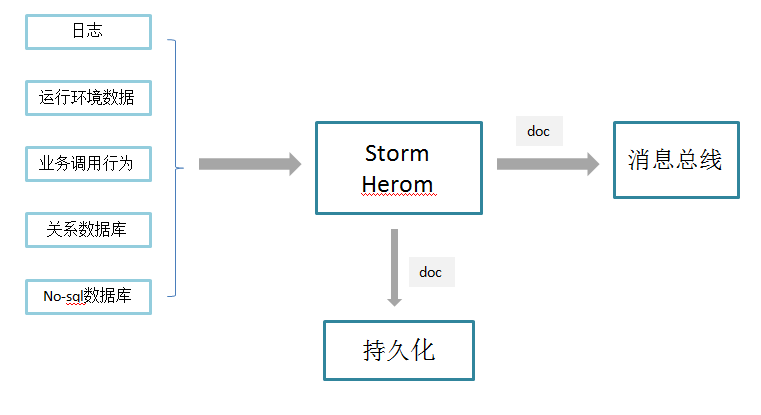 日志
运行环境数据
业务调用行为
关系数据库
No-sql数据库
Storm
Herom
doc
消息总线
doc
持久化